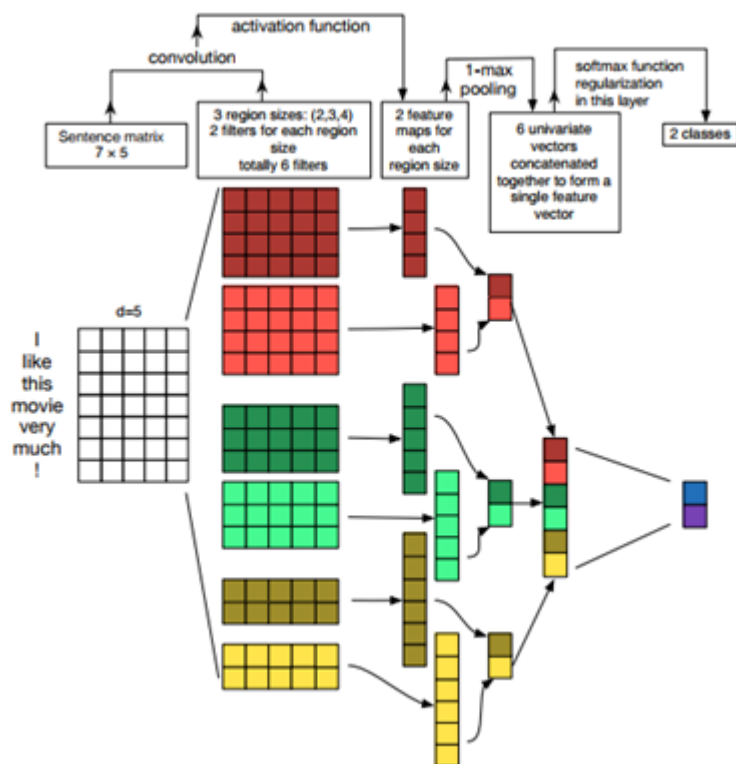 activation function
convolution
1-max
pooling
softmax function
regularization
in this layer
Sentence matrix
7 × 5
3 region sizes: (2,3,4)
2 filters for each region
size
totally 6 filters
2 feature
maps for
each
region size
6 univariate
vectors
concatenated
together to form a
single feature
vector
2 classes
d=5
I
like
this
movie
very
much
!